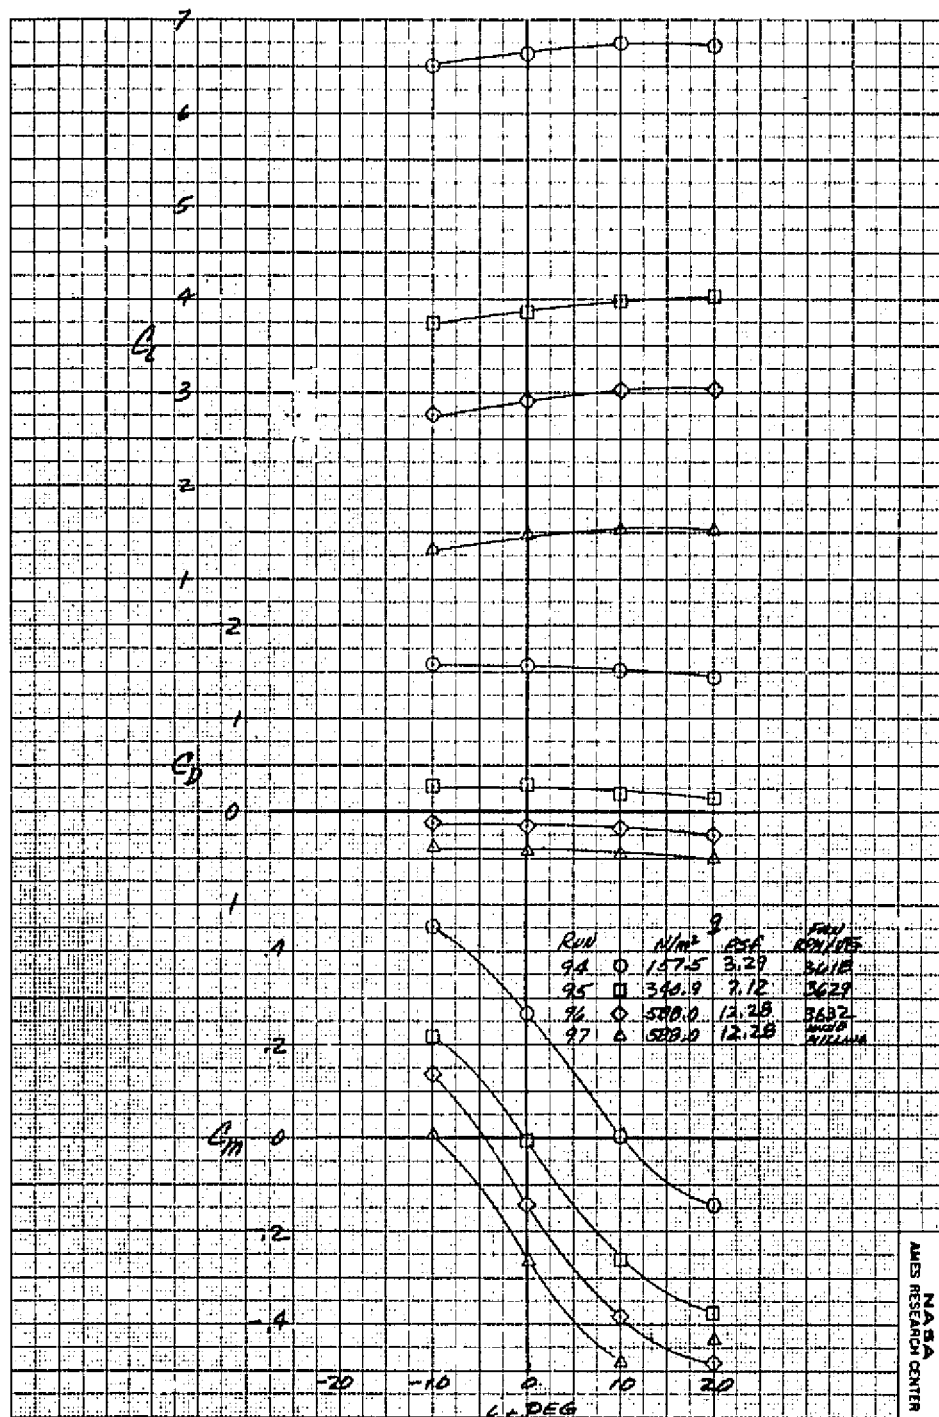 7
6
5
4
C_L
3
2
1
2
1
C_D
0
1
q
RUN N/m² PSF FAN
94 ○ 157.5 3.29 3618
95 □ 340.9 7.12 3629
96 ◇ 588.0 12.28 3632
97 △ 588.0 12.28
.4
.2
C_m 0
.2
-.4
-20 -10 0 10 20
DEG
NASA
AMES RESEARCH CENTER